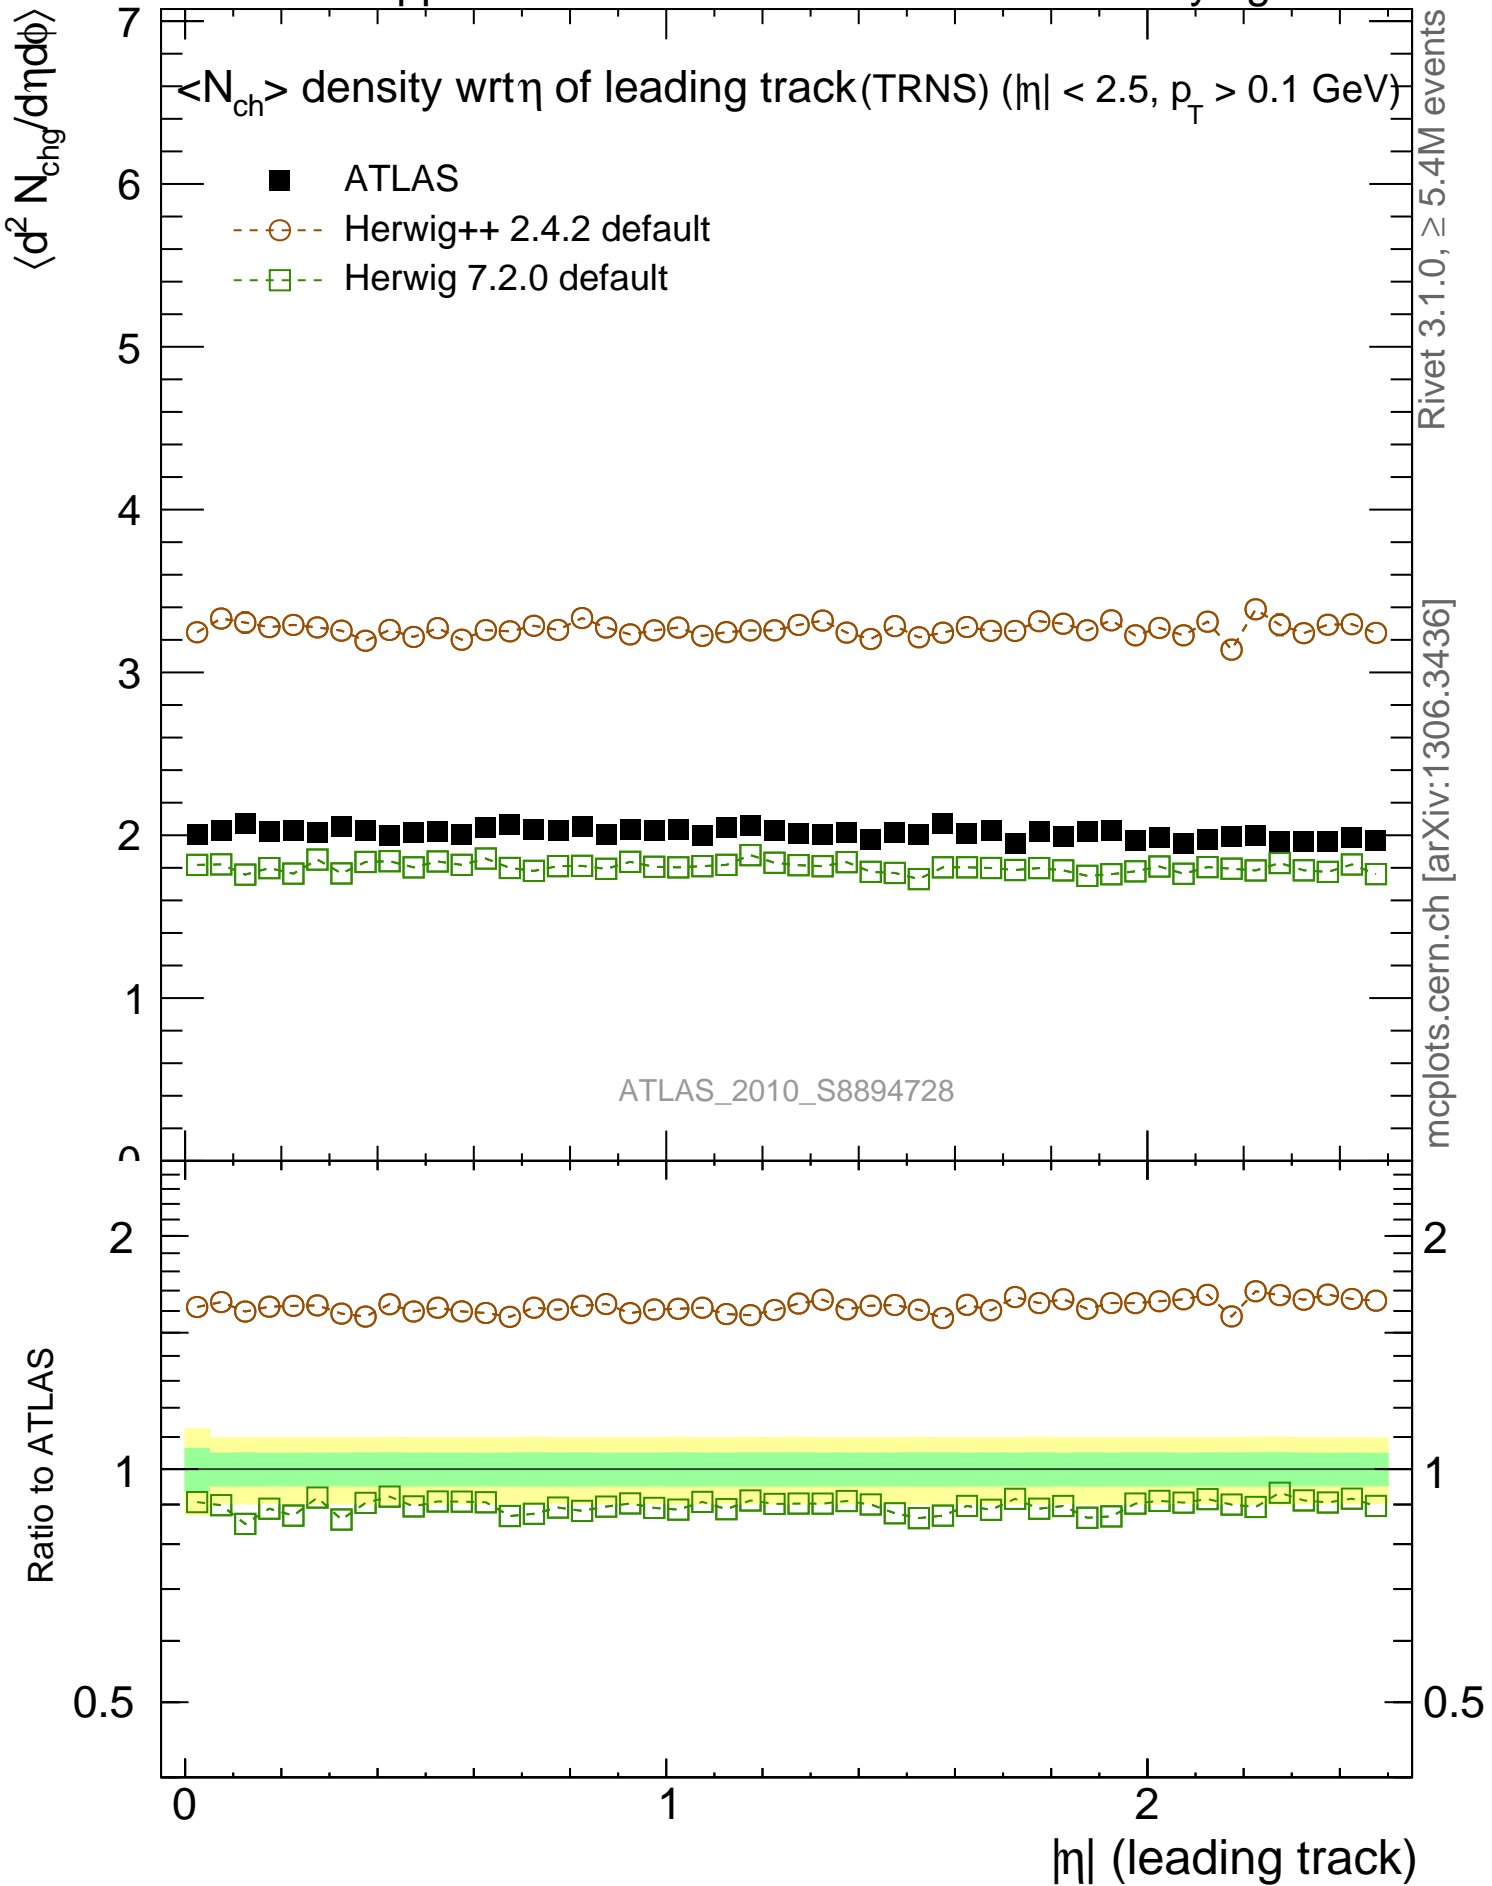 ⟨d² N_chg/dηdϕ⟩
<N_ch> density wrt η of leading track (TRNS) (|η| < 2.5, p_T > 0.1 GeV)
ATLAS
Herwig++ 2.4.2 default
Herwig 7.2.0 default
7
6
5
4
3
2
1
0
ATLAS_2010_S8894728
Rivet 3.1.0, ≥ 5.4M events
mcplots.cern.ch [arXiv:1306.3436]
Ratio to ATLAS
2
1
0.5
2
1
0.5
0 1 2
|η| (leading track)